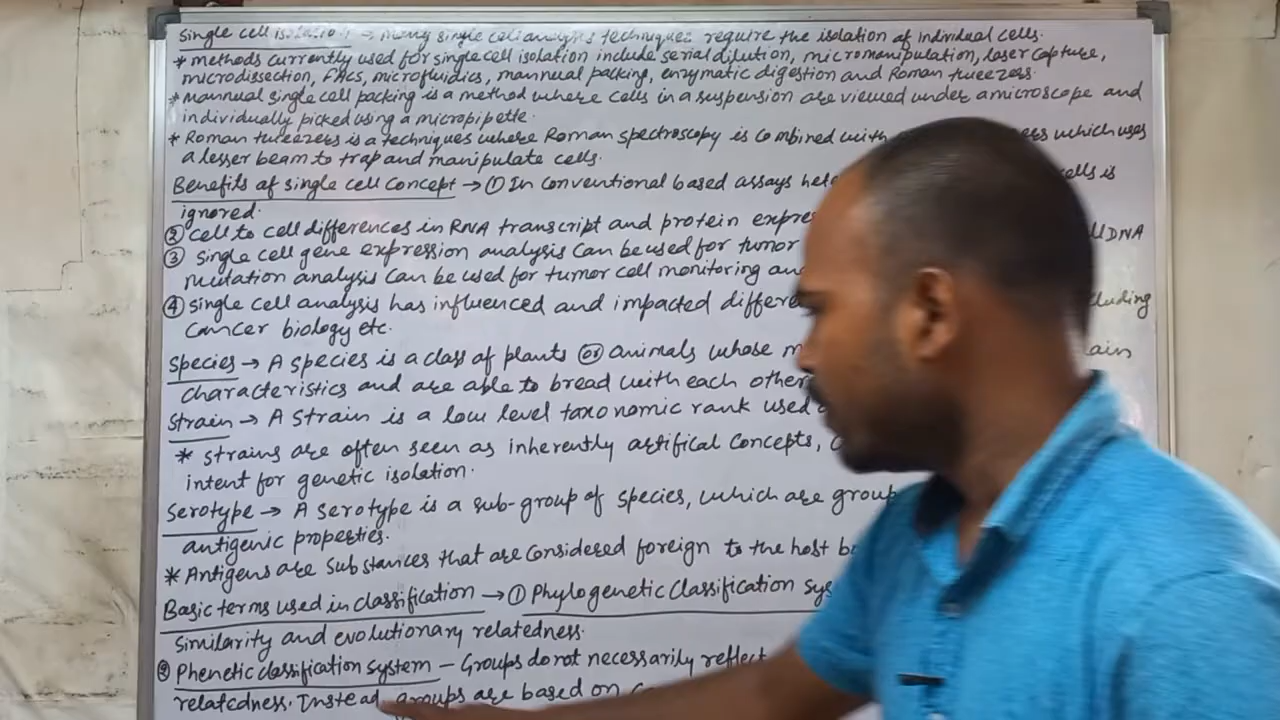 Single cell isolation → many single cell analysis techniques require the isolation of individual cells.
* methods currently used for single cell isolation include serial dilution, micromanipulation, laser capture,
microdissection, FACS, microfluidics, mannual packing, enzymatic digestion and Roman tweezers.
* mannual single cell packing is a method where cells in a suspension are viewed under a microscope and
individually picked using a micropipette.
* Roman tweezers is a techniques where Roman spectroscopy is combined with which uses
a lesser beam to trap and manipulate cells.
Benefits of single cell concept → ① In conventional based assays cells is
ignored.
② cell to cell differences in RNA transcript and protein DNA
③ single cell gene expression analysis can be used for tumor
mutation analysis can be used for tumor cell monitoring
④ single cell analysis has influenced and impacted
cancer biology etc.
Species → A species is a class of plants (or) animals whose
characteristics and are able to bread with each other
Strain → A strain is a low level taxonomic rank used
* strains are often seen as inherently artifical concepts,
intent for genetic isolation.
Serotype → A serotype is a sub-group of species, which are
antigenic properties.
* Antigens are substances that are considered foreign to the host
Basic terms used in classification → ① Phylogenetic classification
similarity and evolutionary relatedness.
② Phenetic classification system - Groups do not necessarily reflect
relatedness. Instead groups are based on